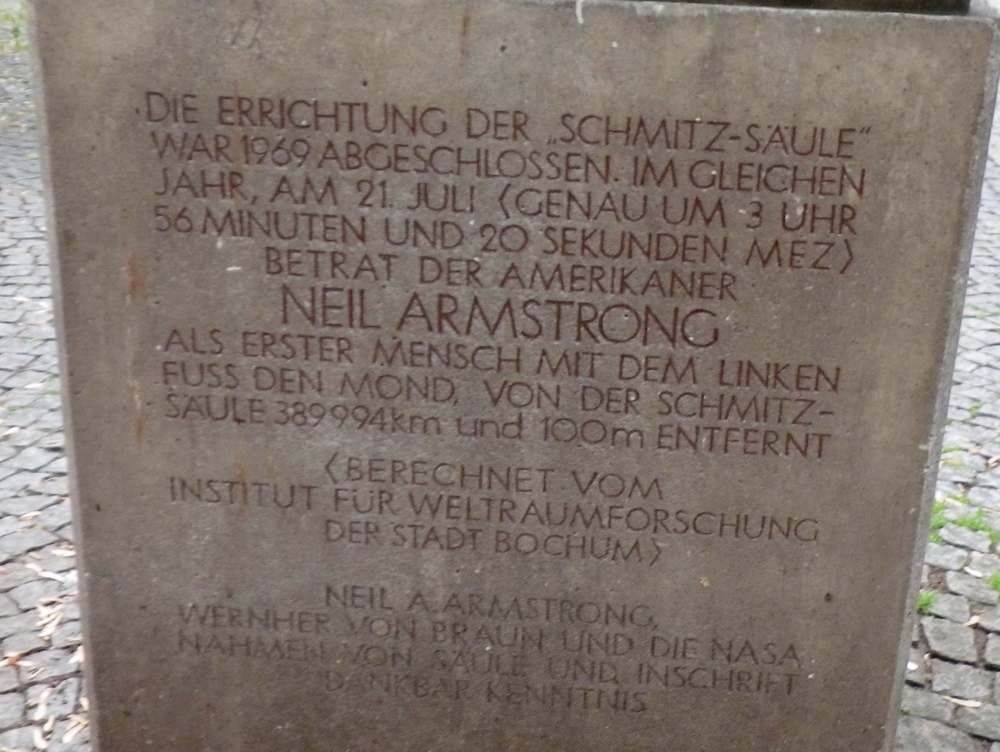 DIE ERRICHTUNG DER „SCHMITZ-SÄULE“
WAR 1969 ABGESCHLOSSEN. IM GLEICHEN
JAHR, AM 21. JULI <GENAU UM 3 UHR
56 MINUTEN UND 20 SEKUNDEN MEZ>
BETRAT DER AMERIKANER
NEIL ARMSTRONG
ALS ERSTER MENSCH MIT DEM LINKEN
FUSS DEN MOND, VON DER SCHMITZ-
SÄULE 389994km und 100m ENTFERNT
<BERECHNET VOM
INSTITUT FÜR WELTRAUMFORSCHUNG
DER STADT BOCHUM>
NEIL A. ARMSTRONG,
WERNHER VON BRAUN UND DIE NASA
NAHMEN VON SÄULE UND INSCHRIFT
DANKBAR KENNTNIS